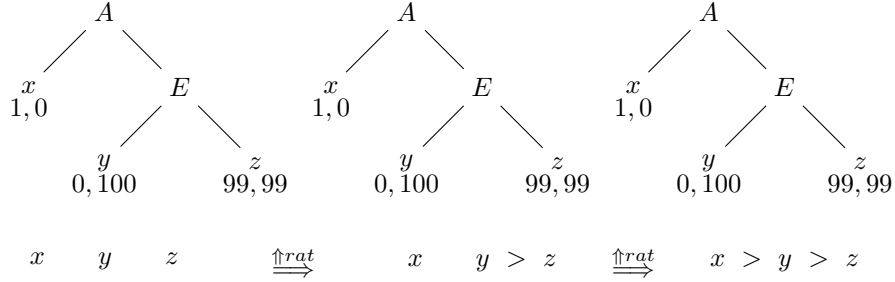 A A A
x E x E x E
1, 0 1, 0 1, 0
y z y z y z
0, 100 99, 99 0, 100 99, 99 0, 100 99, 99
x y z ⇑rat ⟹ x y > z ⇑rat ⟹ x > y > z